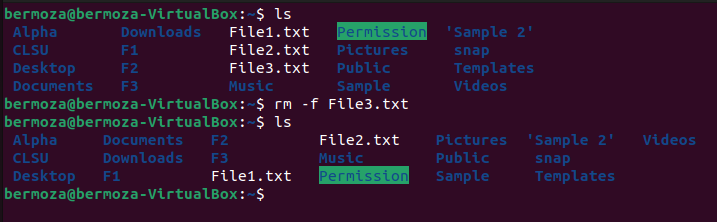 bermoza@bermoza-VirtualBox:~$ ls
Alpha Downloads File1.txt Permission 'Sample 2'
CLSU F1 File2.txt Pictures snap
Desktop F2 File3.txt Public Templates
Documents F3 Music Sample Videos
bermoza@bermoza-VirtualBox:~$ rm -f File3.txt
bermoza@bermoza-VirtualBox:~$ ls
Alpha Documents F2 File2.txt Pictures 'Sample 2' Videos
CLSU Downloads F3 Music Public snap
Desktop F1 File1.txt Permission Sample Templates
bermoza@bermoza-VirtualBox:~$